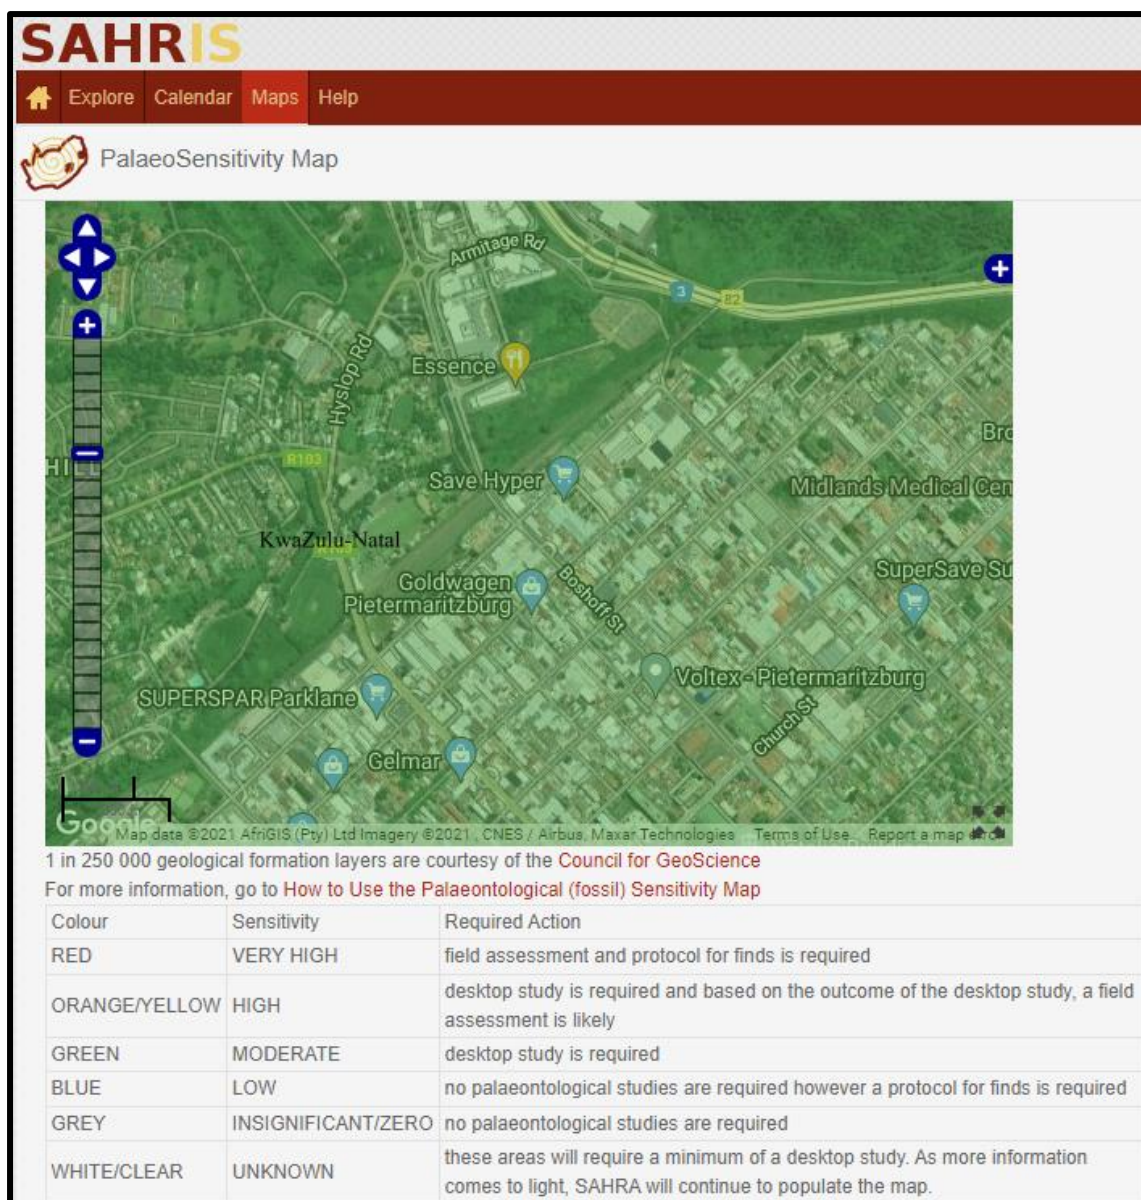 SAHRIS
Explore Calendar Maps Help
PalaeoSensitivity Map
Armitage Rd
3
82
Essence
Hyslop Rd
Bro
R103
HILL
Save Hyper
Midlands Medical Cen
KwaZulu-Natal
R103
SuperSave Su
Goldwagen
Pietermaritzburg
Boshoff St
SUPERSPAR Parklane
Voltex - Pietermaritzburg
Church St
Gelmar
Google
Map data ©2021 AfriGIS (Pty) Ltd Imagery ©2021 , CNES / Airbus, Maxar Technologies Terms of Use Report a map error
1 in 250 000 geological formation layers are courtesy of the Council for GeoScience
For more information, go to How to Use the Palaeontological (fossil) Sensitivity Map
Colour Sensitivity Required Action
RED VERY HIGH field assessment and protocol for finds is required
ORANGE/YELLOW HIGH desktop study is required and based on the outcome of the desktop study, a field
assessment is likely
GREEN MODERATE desktop study is required
BLUE LOW no palaeontological studies are required however a protocol for finds is required
GREY INSIGNIFICANT/ZERO no palaeontological studies are required
WHITE/CLEAR UNKNOWN these areas will require a minimum of a desktop study. As more information
comes to light, SAHRA will continue to populate the map.